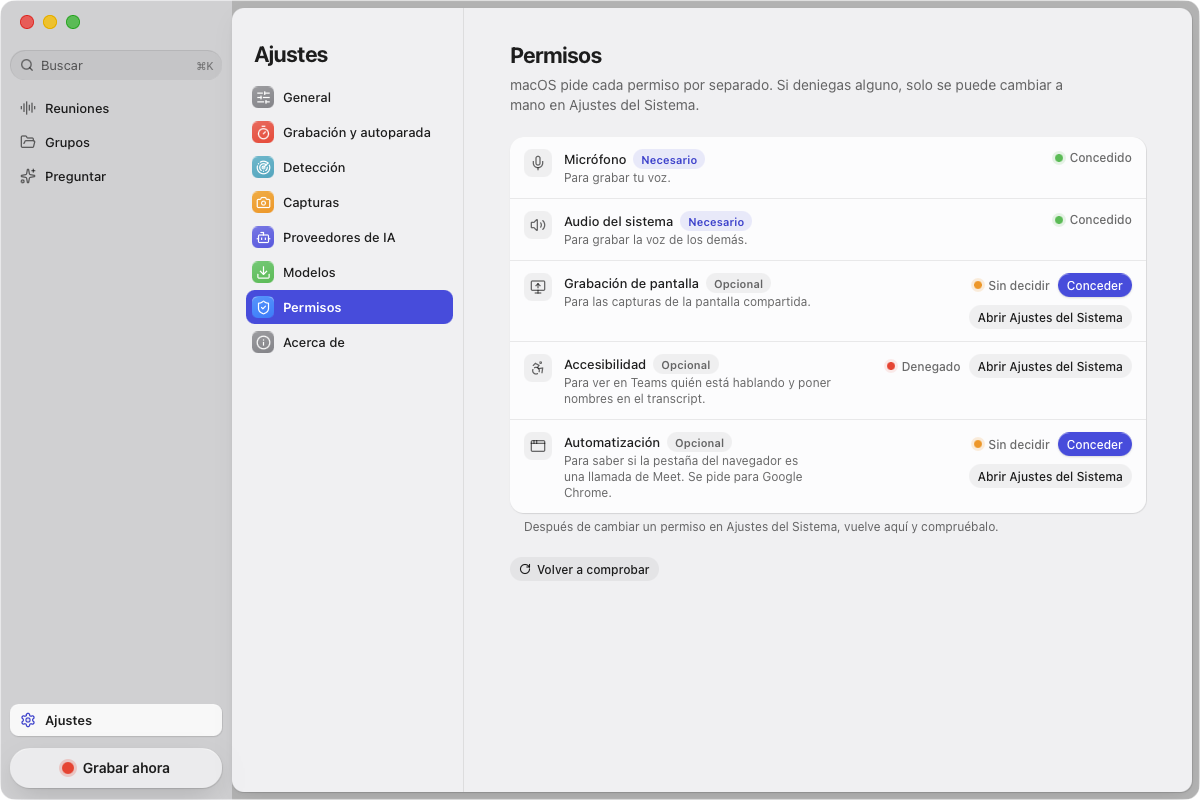 Buscar ⌘K
Reuniones
Grupos
Preguntar
Ajustes
Grabar ahora
Ajustes
General
Grabación y autoparada
Detección
Capturas
Proveedores de IA
Modelos
Permisos
Acerca de
Permisos
macOS pide cada permiso por separado. Si deniegas alguno, solo se puede cambiar a
mano en Ajustes del Sistema.
Micrófono Necesario Concedido
Para grabar tu voz.
Audio del sistema Necesario Concedido
Para grabar la voz de los demás.
Grabación de pantalla Opcional Sin decidir Conceder
Para las capturas de la pantalla compartida.
Abrir Ajustes del Sistema
Accesibilidad Opcional Denegado Abrir Ajustes del Sistema
Para ver en Teams quién está hablando y poner
nombres en el transcript.
Automatización Opcional Sin decidir Conceder
Para saber si la pestaña del navegador es
una llamada de Meet. Se pide para Google
Chrome.
Abrir Ajustes del Sistema
Después de cambiar un permiso en Ajustes del Sistema, vuelve aquí y compruébalo.
Volver a comprobar